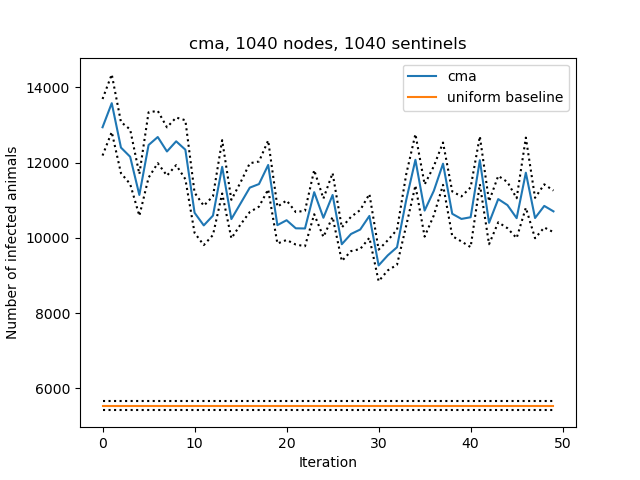 cma, 1040 nodes, 1040 sentinels
cma
uniform baseline
Number of infected animals
14000
12000
10000
8000
6000
0 10 20 30 40 50
Iteration